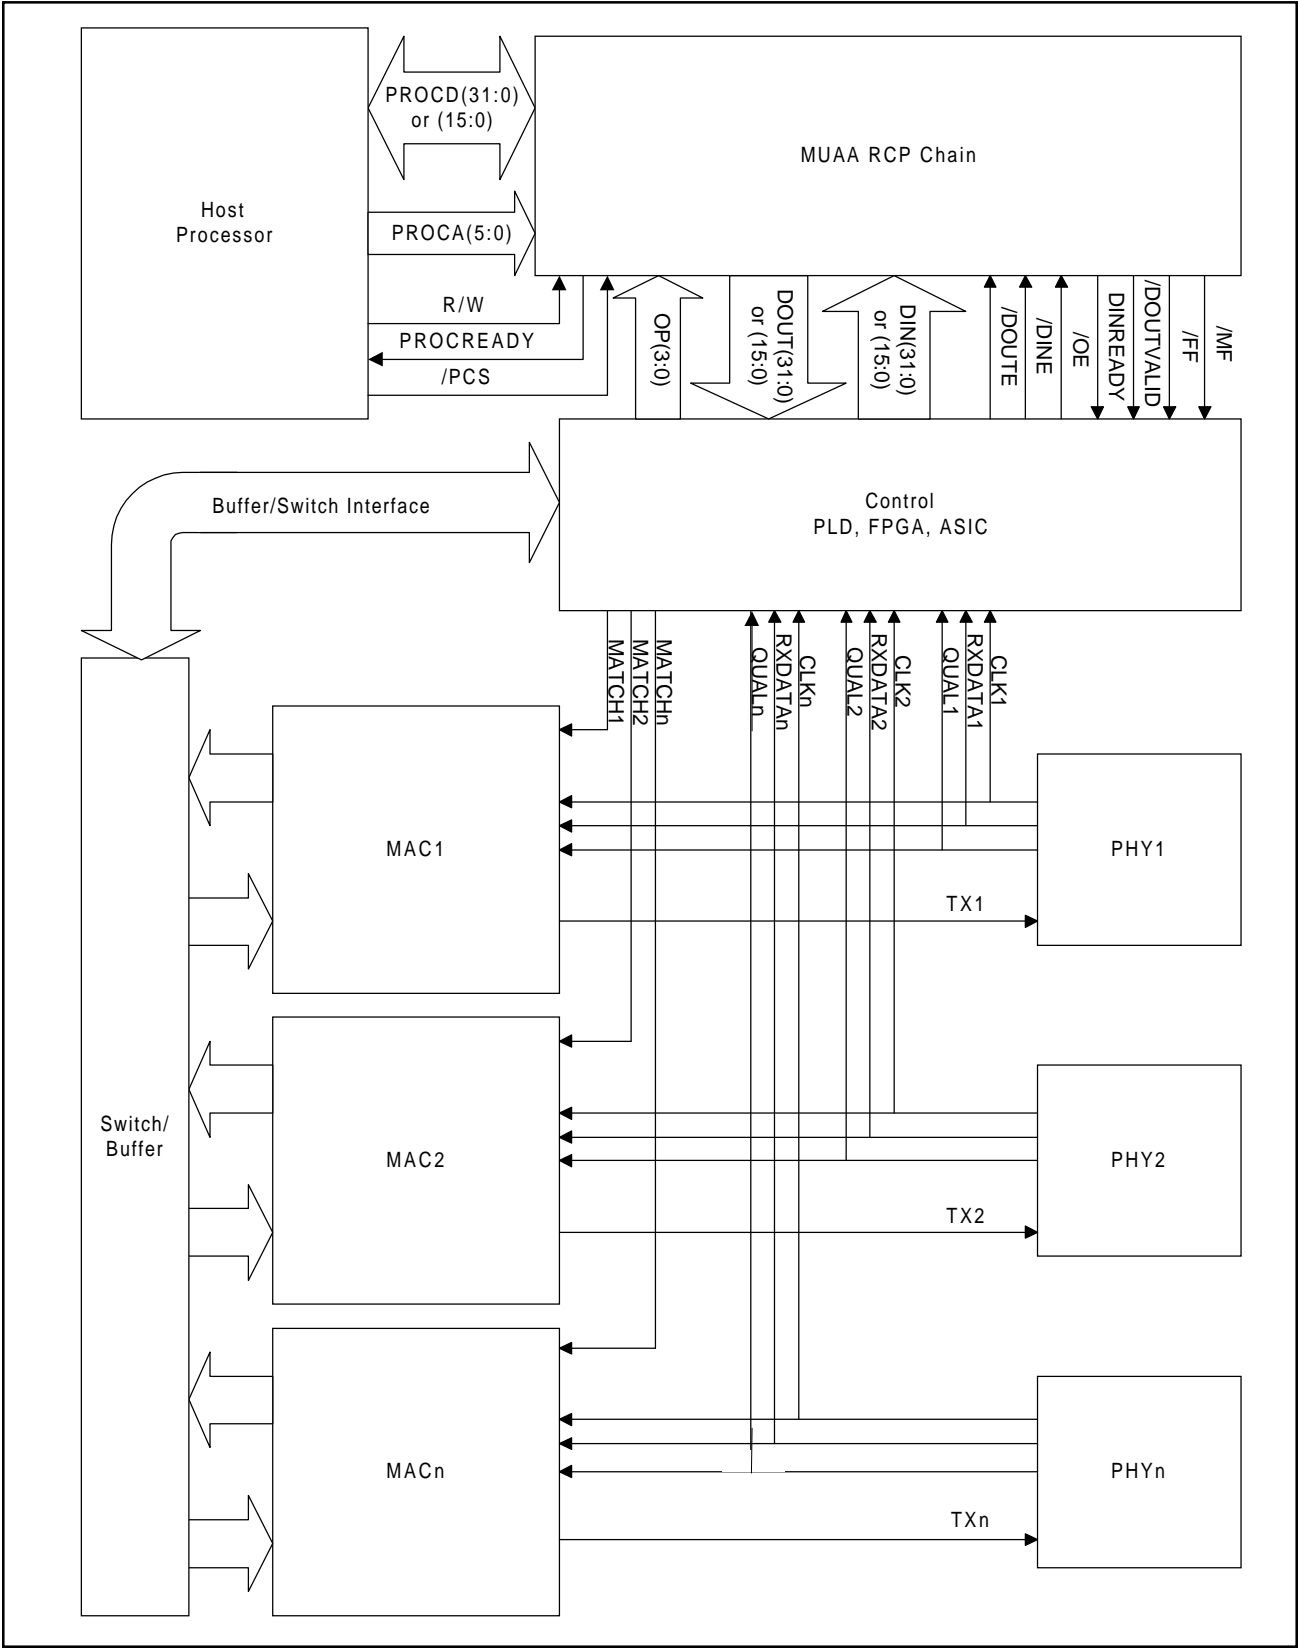 PROCD(31:0)
or (15:0)
MUAA RCP Chain
Host
Processor
PROCA(5:0)
R/W
PROCREADY
/PCS
OP(3:0)
DOUT(31:0)
or (15:0)
DIN(31:0)
or (15:0)
/DOUTE
/DINE
/OE
DINREADY
/DOUTVALID
/FF
/MF
Buffer/Switch Interface
Control
PLD, FPGA, ASIC
MATCH1
MATCH2
MATCHn
QUALn
RXDATAn
CLKn
QUAL2
RXDATA2
CLK2
QUAL1
RXDATA1
CLK1
MAC1
PHY1
TX1
Switch/
Buffer
MAC2
PHY2
TX2
MACn
PHYn
TXn